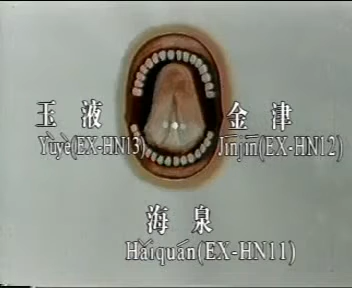 玉液 金津
Yùyè(EX-HN13) Jīnjīn(EX-HN12)
海泉
Hǎiquán(EX-HN11)